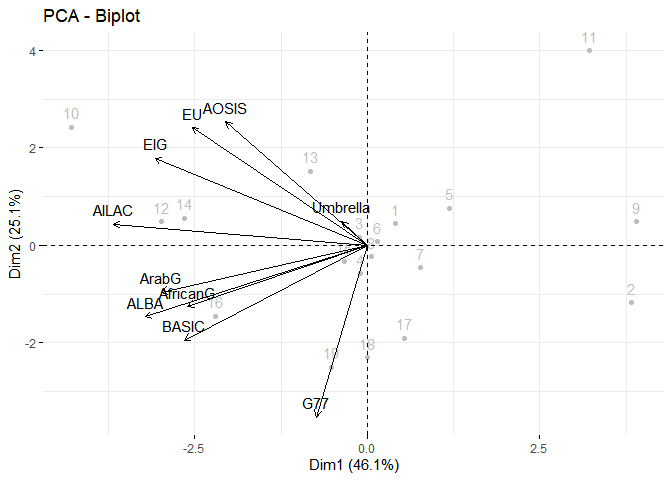 PCA - Biplot
11
4
AOSIS
EU
10
EIG
2
13
AILAC
12
14
Umbrella
5
9
3
1
6
0
8
4
7
ArabG
AfricanG
ALBA
16
2
BASIC
17
-2
19
18
G77
-2.5
0.0
2.5
Dim1 (46.1%)
Dim2 (25.1%)